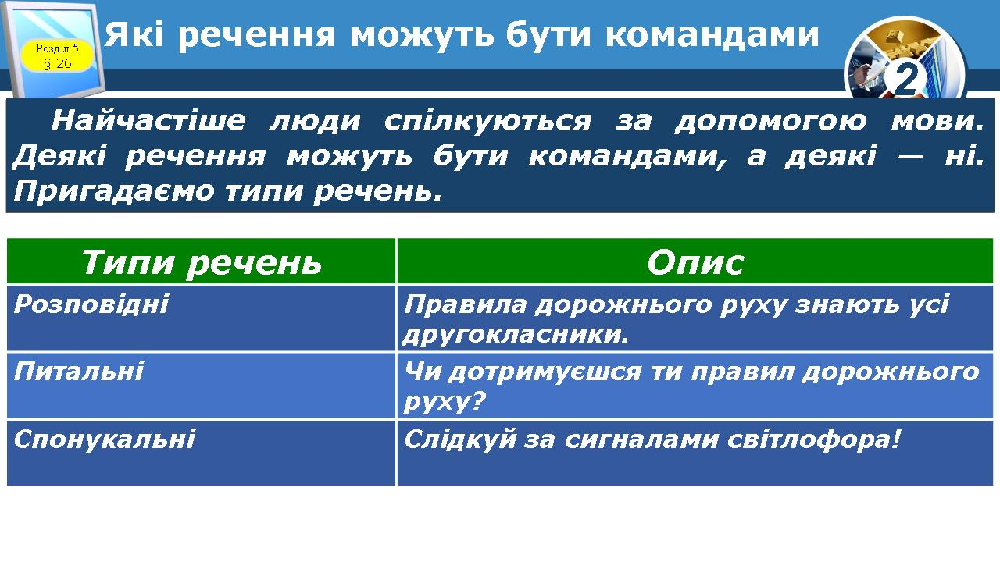 Які речення можуть бути командами
Розділ 5
§ 26
2
Найчастіше люди спілкуються за допомогою мови.
Деякі речення можуть бути командами, а деякі — ні.
Пригадаємо типи речень.
Типи речень
Опис
Розповідні
Правила дорожнього руху знають усі
другокласники.
Питальні
Чи дотримуєшся ти правил дорожнього
руху?
Спонукальні
Слідкуй за сигналами світлофора!